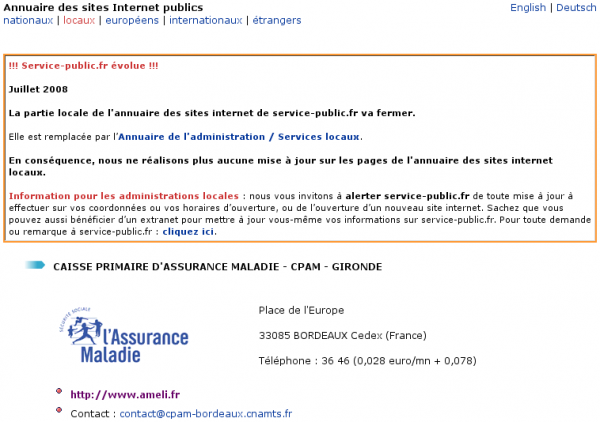 Annuaire des sites Internet publics
English | Deutsch
nationaux | locaux | européens | internationaux | étrangers
!!! Service-public.fr évolue !!!
Juillet 2008
La partie locale de l'annuaire des sites internet de service-public.fr va fermer.
Elle est remplacée par l'Annuaire de l'administration / Services locaux.
En conséquence, nous ne réalisons plus aucune mise à jour sur les pages de l'annuaire des sites internet
locaux.
Information pour les administrations locales : nous vous invitons à alerter service-public.fr de toute mise à jour à
effectuer sur vos coordonnées ou vos horaires d'ouverture, ou de l'ouverture d'un nouveau site internet. Sachez que vous
pouvez aussi bénéficier d'un extranet pour mettre à jour vous-même vos informations sur service-public.fr. Pour toute demande
ou remarque à service-public.fr : cliquez ici.
CAISSE PRIMAIRE D'ASSURANCE MALADIE - CPAM - GIRONDE
SÉCURITÉ SOCIALE
l'Assurance
Maladie
Place de l'Europe
33085 BORDEAUX Cedex (France)
Téléphone : 36 46 (0,028 euro/mn + 0,078)
http://www.ameli.fr
Contact : contact@cpam-bordeaux.cnamts.fr